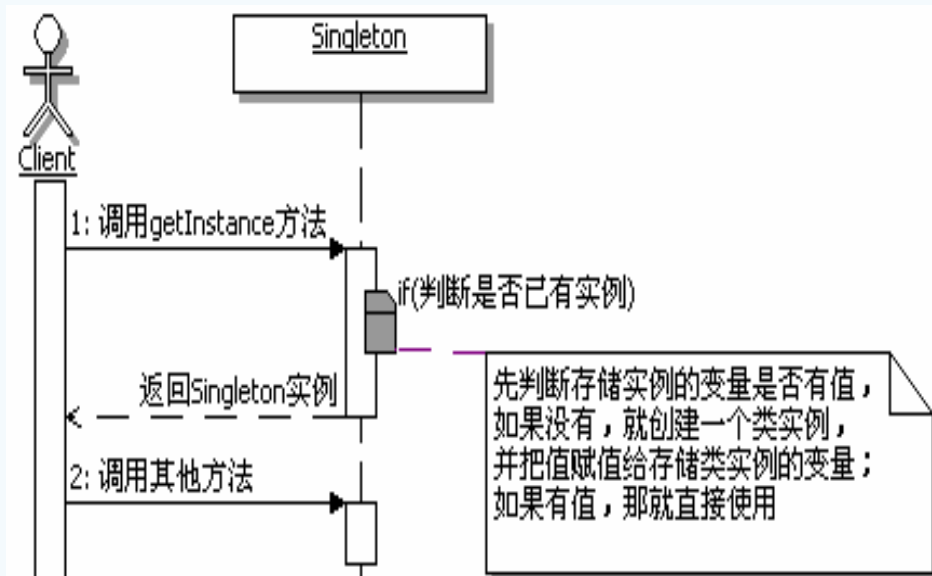 Singleton
Client
1: 调用getInstance方法
if(判断是否已有实例)
返回Singleton实例
先判断存储实例的变量是否有值，
如果没有，就创建一个类实例，
并把值赋值给存储类实例的变量；
如果有值，那就直接使用
2: 调用其他方法